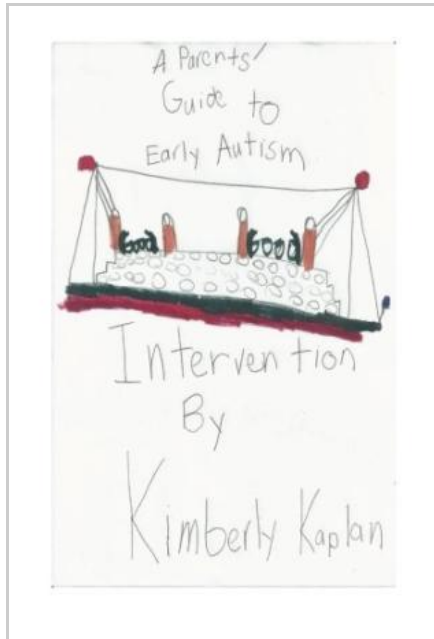 A Parents'
Guide to
Early Autism
Good Good
Intervention
By
Kimberly Kaplan